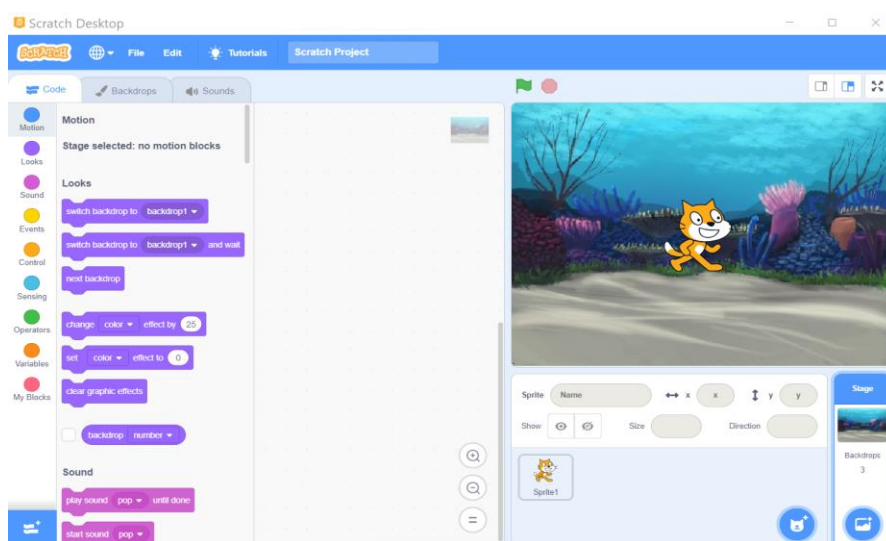 Scratch Desktop
SCRATCH File Edit Tutorials Scratch Project
Code Backdrops Sounds
Motion
Looks
Sound
Events
Control
Sensing
Operators
Variables
My Blocks
Motion
Stage selected: no motion blocks
Looks
switch backdrop to backdrop1
switch backdrop to backdrop1 and wait
next backdrop
change color effect by 25
set color effect to 0
clear graphic effects
backdrop number
Sound
play sound pop until done
start sound pop
Sprite Name x x y y
Show Size Direction
Sprite1
Stage
Backdrops
3